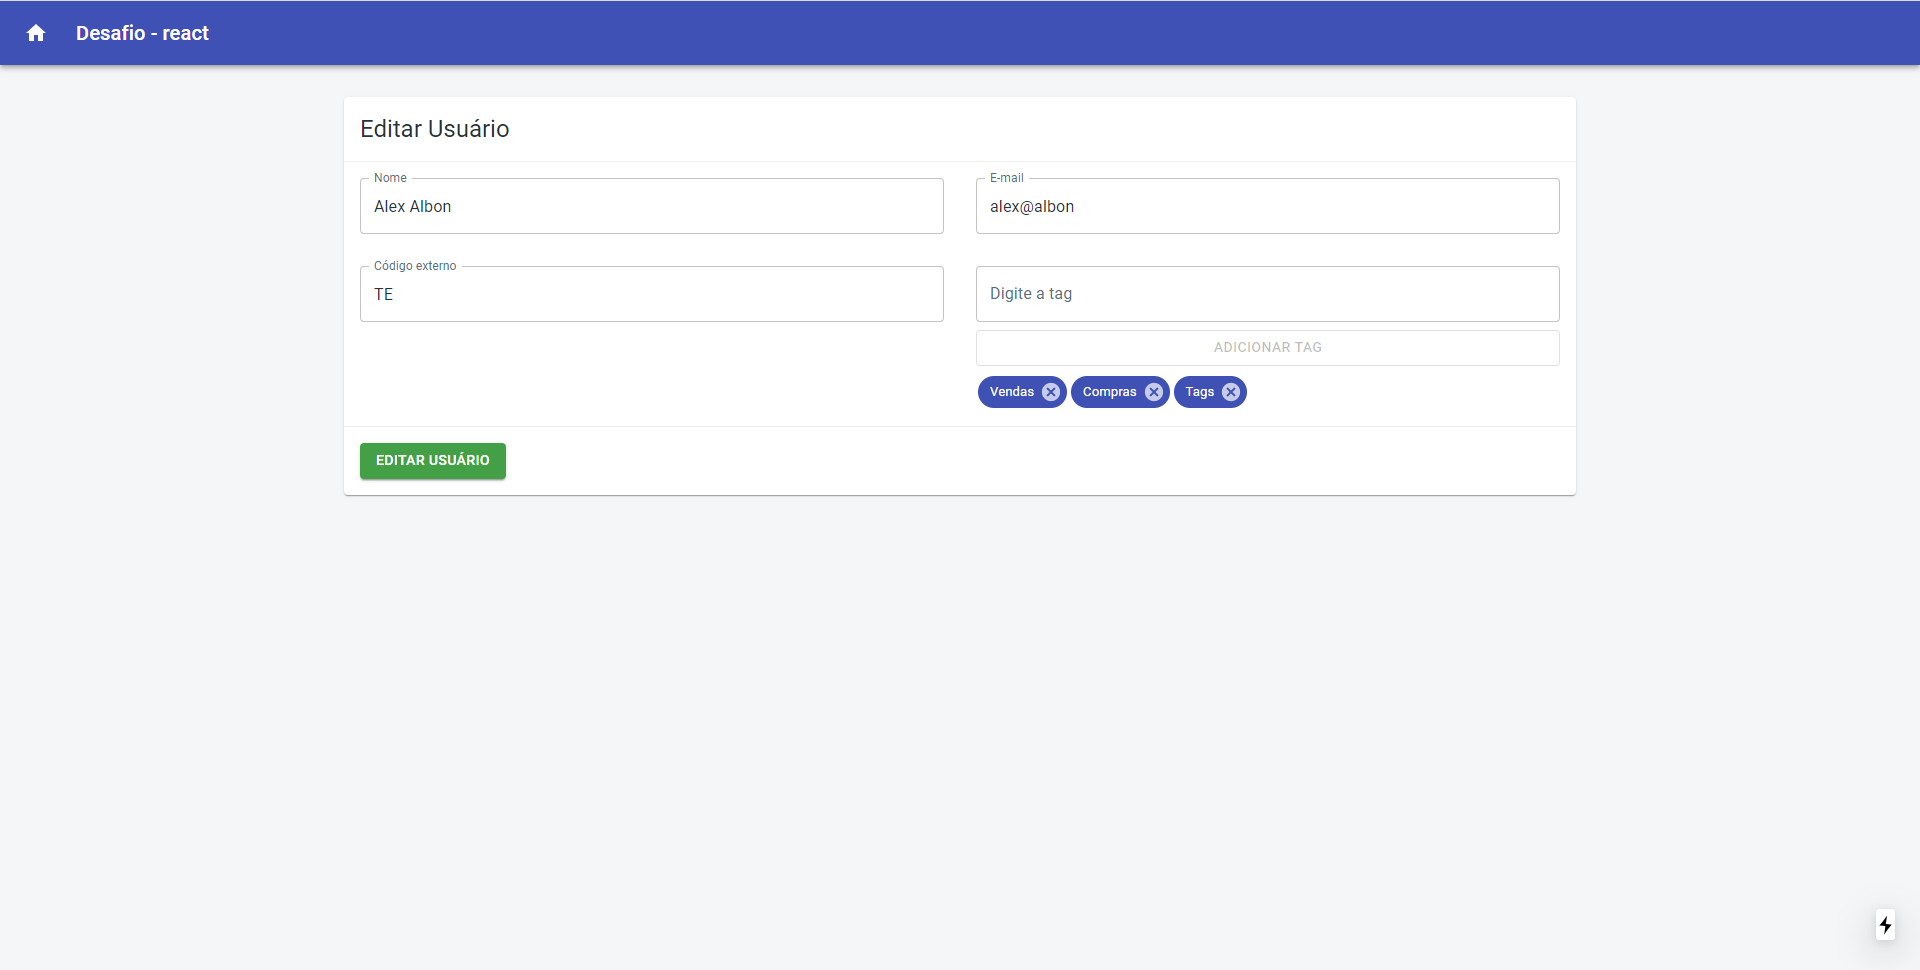 Desafio - react
Editar Usuário
Nome
Alex Albon
E-mail
alex@albon
Código externo
TE
Digite a tag
ADICIONAR TAG
Vendas Compras Tags
EDITAR USUÁRIO